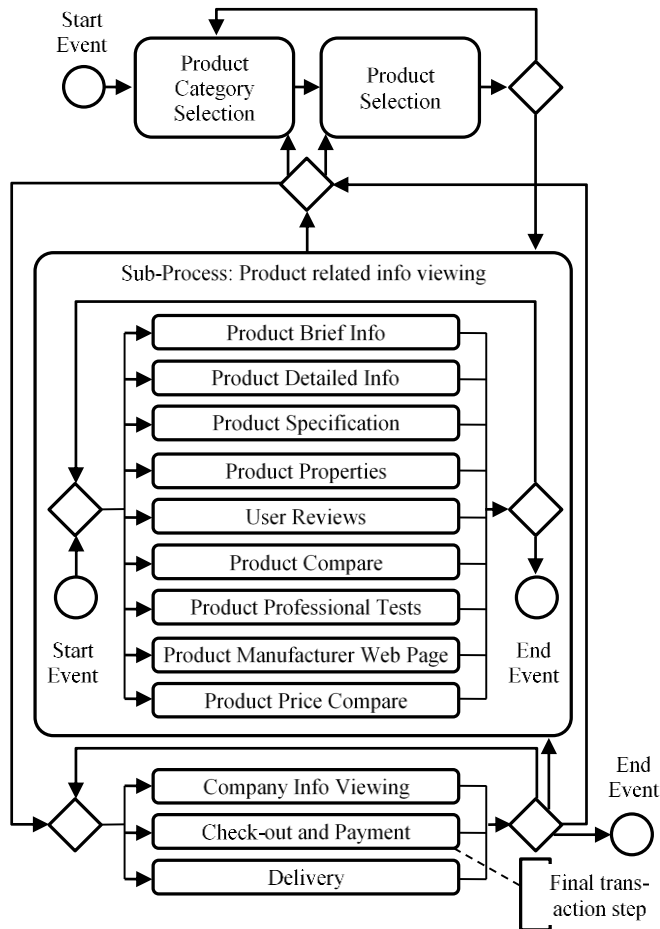 Start
Event
Product
Category
Selection
Product
Selection
Sub-Process: Product related info viewing
Product Brief Info
Product Detailed Info
Product Specification
Product Properties
User Reviews
Product Compare
Product Professional Tests
Product Manufacturer Web Page
Product Price Compare
Start
Event
End
Event
Company Info Viewing
Check-out and Payment
Delivery
End
Event
Final trans-
action step